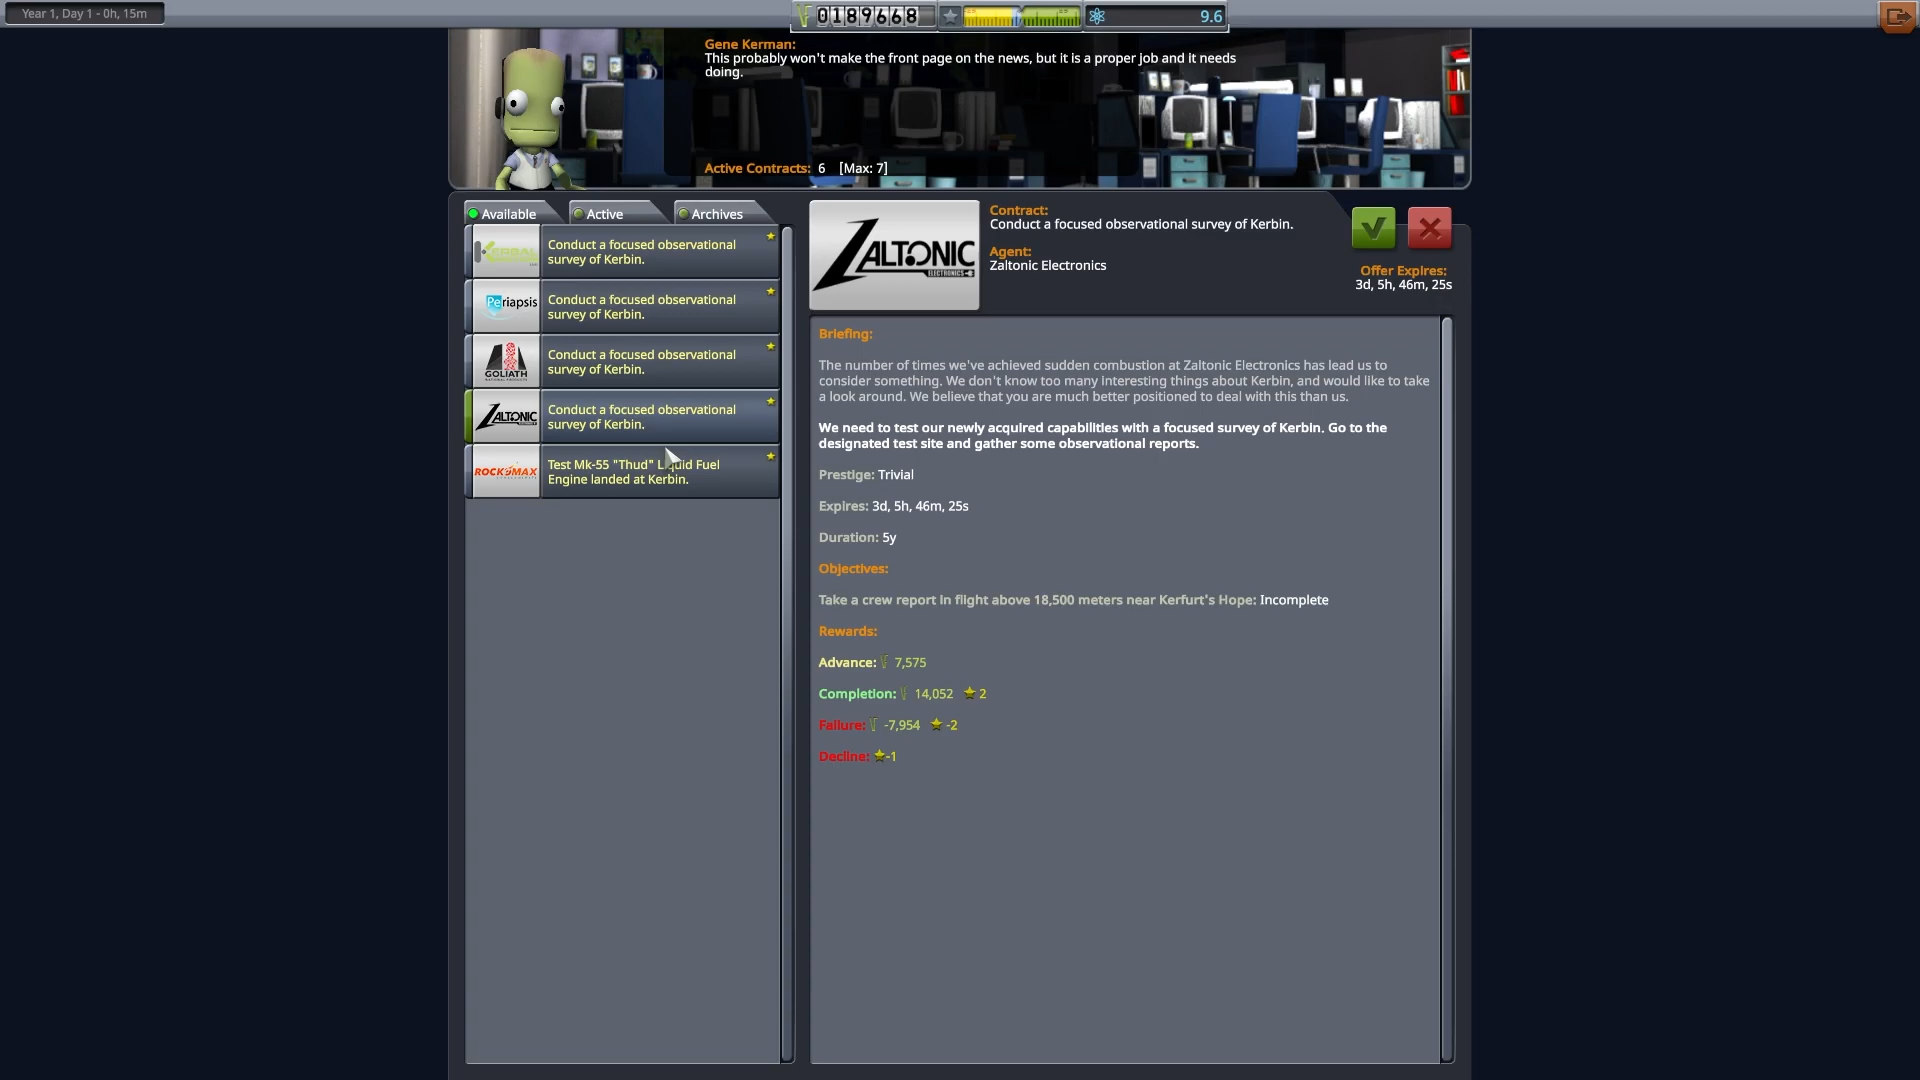 Year 1, Day 1 - 0h, 15m
0189668
9.6
Gene Kerman:
This probably won't make the front page on the news, but it is a proper job and it needs
doing.
Active Contracts: 6 [Max: 7]
Available
Active
Archives
KERBAL
Conduct a focused observational
survey of Kerbin.
Periapsis
Conduct a focused observational
survey of Kerbin.
GOLIATH
NATIONAL PRODUCTS
Conduct a focused observational
survey of Kerbin.
ZALTONIC
Conduct a focused observational
survey of Kerbin.
ROCKOMAX
Test Mk-55 "Thud" Liquid Fuel
Engine landed at Kerbin.
ZALTONIC
ELECTRONICS
Contract:
Conduct a focused observational survey of Kerbin.
Agent:
Zaltonic Electronics
Offer Expires:
3d, 5h, 46m, 25s
Briefing:
The number of times we've achieved sudden combustion at Zaltonic Electronics has lead us to
consider something. We don't know too many interesting things about Kerbin, and would like to take
a look around. We believe that you are much better positioned to deal with this than us.
We need to test our newly acquired capabilities with a focused survey of Kerbin. Go to the
designated test site and gather some observational reports.
Prestige: Trivial
Expires: 3d, 5h, 46m, 25s
Duration: 5y
Objectives:
Take a crew report in flight above 18,500 meters near Kerfurt's Hope: Incomplete
Rewards:
Advance: 7,575
Completion: 14,052 2
Failure: -7,954 -2
Decline: -1